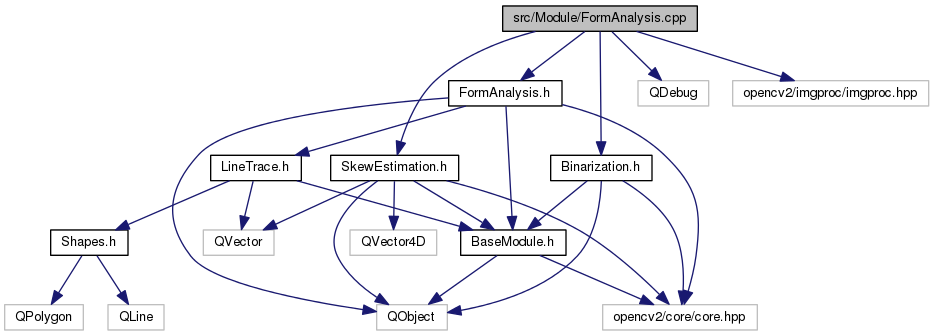 src/Module/FormAnalysis.cpp
FormAnalysis.h
QDebug
opencv2/imgproc/imgproc.hpp
LineTrace.h
SkewEstimation.h
Binarization.h
Shapes.h
QVector
QVector4D
BaseModule.h
QPolygon
QLine
QObject
opencv2/core/core.hpp